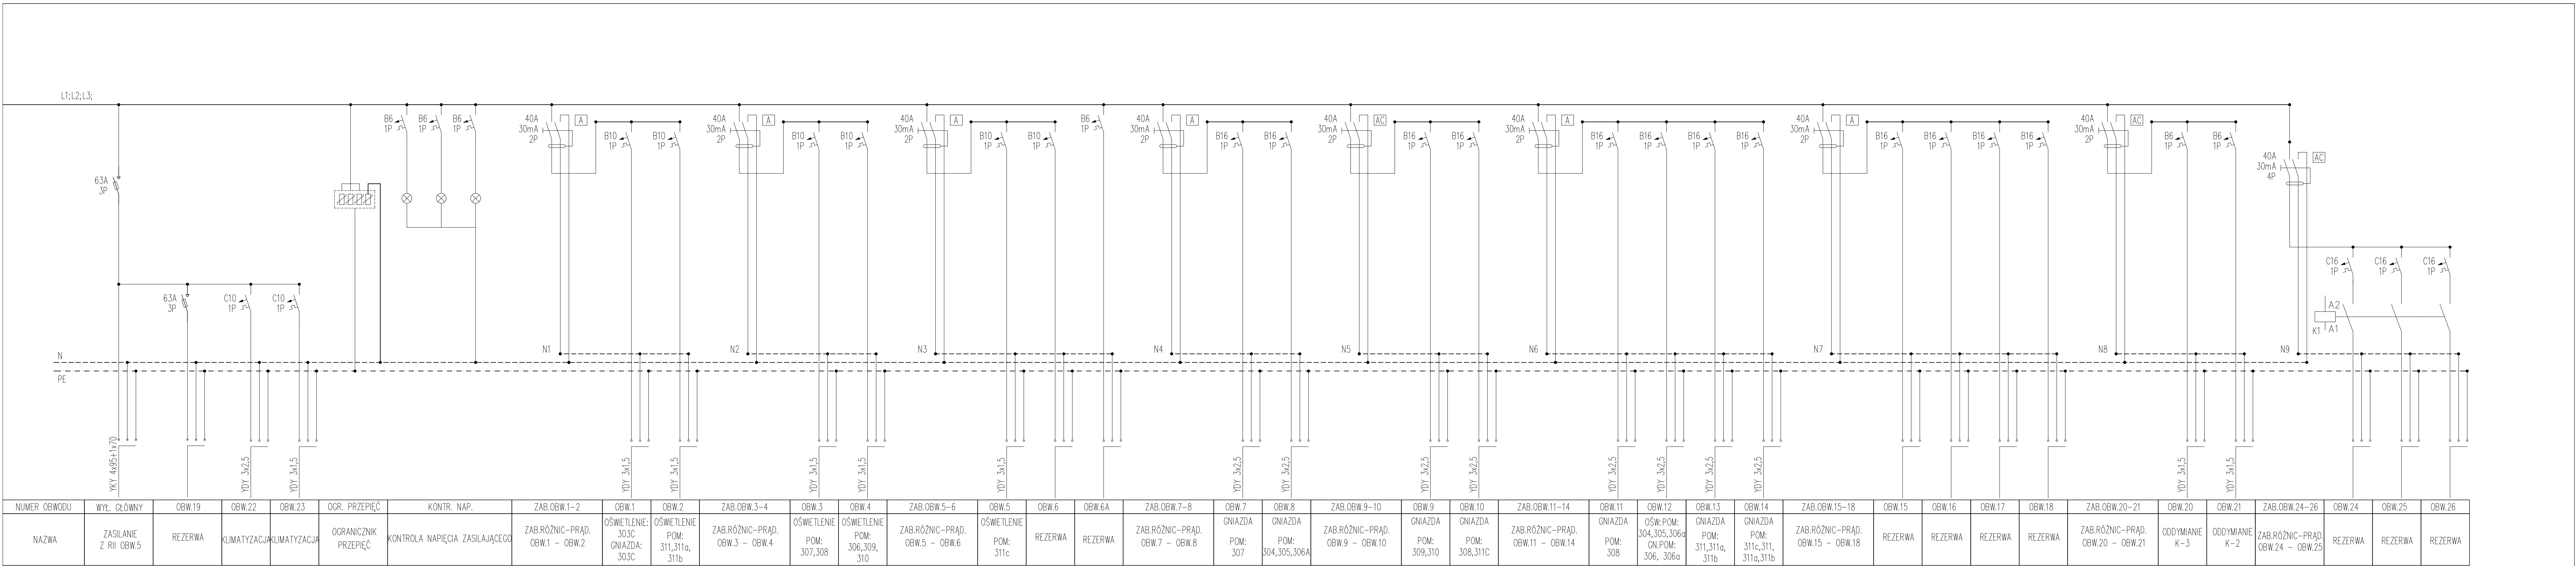 L1;L2;L3;
63A
3P
63A
3P
C10
1P
C10
1P
B6
1P
B6
1P
B6
1P
40A
30mA
2P
A
B10
1P
B10
1P
40A
30mA
2P
A
B10
1P
B10
1P
40A
30mA
2P
A
B10
1P
B10
1P
B6
1P
40A
30mA
2P
A
B16
1P
B16
1P
40A
30mA
2P
AC
B16
1P
B16
1P
40A
30mA
2P
A
B16
1P
B16
1P
B16
1P
B16
1P
40A
30mA
2P
A
B16
1P
B16
1P
B16
1P
B16
1P
40A
30mA
2P
AC
B6
1P
B6
1P
40A
30mA
4P
AC
C16
1P
C16
1P
C16
1P
A2
K1
A1
N
N1
N2
N3
N4
N5
N6
N7
N8
N9
PE
YKY 4x95+1x70
YDY 3x2,5
YDY 3x1,5
YDY 3x1,5
YDY 3x1,5
YDY 3x1,5
YDY 3x1,5
YDY 3x1,5
YDY 3x2,5
YDY 3x2,5
YDY 3x2,5
YDY 3x2,5
YDY 3x2,5
YDY 3x2,5
YDY 3x2,5
YDY 3x2,5
YDY 3x1,5
YDY 3x1,5
NUMER OBWODU
WYŁ. GŁÓWNY
OBW.19
OBW.22
OBW.23
OGR. PRZEPIĘĆ
KONTR. NAP.
ZAB.OBW.1-2
OBW.1
OBW.2
ZAB.OBW.3-4
OBW.3
OBW.4
ZAB.OBW.5-6
OBW.5
OBW.6
OBW.6A
ZAB.OBW.7-8
OBW.7
OBW.8
ZAB.OBW.9-10
OBW.9
OBW.10
ZAB.OBW.11-14
OBW.11
OBW.12
OBW.13
OBW.14
ZAB.OBW.15-18
OBW.15
OBW.16
OBW.17
OBW.18
ZAB.OBW.20-21
OBW.20
OBW.21
ZAB.OBW.24-26
OBW.24
OBW.25
OBW.26
NAZWA
ZASILANIE
Z RII OBW.5
REZERWA
KLIMATYZACJA
KLIMATYZACJA
OGRANICZNIK
PRZEPIĘĆ
KONTROLA NAPIĘCIA ZASILAJĄCEGO
ZAB.RÓŻNIC-PRĄD.
OBW.1 - OBW.2
OŚWIETLENIE:
303C
GNIAZDA:
303C
OŚWIETLENIE
POM:
311,311a,
311b
ZAB.RÓŻNIC-PRĄD.
OBW.3 - OBW.4
OŚWIETLENIE
POM:
307,308
OŚWIETLENIE
POM:
306,309,
310
ZAB.RÓŻNIC-PRĄD.
OBW.5 - OBW.6
OŚWIETLENIE
POM:
311c
REZERWA
REZERWA
ZAB.RÓŻNIC-PRĄD.
OBW.7 - OBW.8
GNIAZDA
POM:
307
GNIAZDA
POM:
304,305,306A
ZAB.RÓŻNIC-PRĄD.
OBW.9 - OBW.10
GNIAZDA
POM:
309,310
GNIAZDA
POM:
308,311C
ZAB.RÓŻNIC-PRĄD.
OBW.11 - OBW.14
GNIAZDA
POM:
308
OŚW:POM:
304,305,306a
GN.POM:
306, 306a
GNIAZDA
POM:
311,311a,
311b
GNIAZDA
POM:
311c,311,
311a,311b
ZAB.RÓŻNIC-PRĄD.
OBW.15 - OBW.18
REZERWA
REZERWA
REZERWA
REZERWA
ZAB.RÓŻNIC-PRĄD.
OBW.20 - OBW.21
ODDYMIANIE
K-3
ODDYMIANIE
K-2
ZAB.RÓŻNIC-PRĄD.
OBW.24 - OBW.25
REZERWA
REZERWA
REZERWA